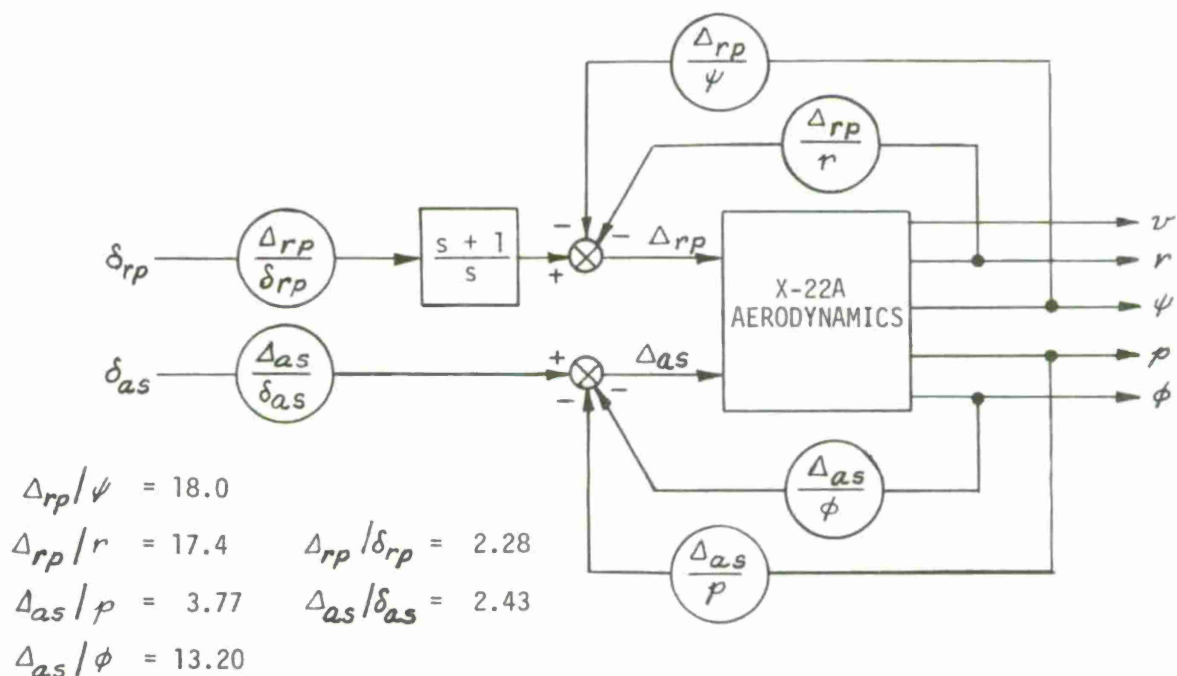 Δrp/ψ
Δrp/r
− −
δrp Δrp/δrp s + 1/s + Δrp
X-22A
AERODYNAMICS
v
r
ψ
p
ϕ
δas Δas/δas + Δas
− −
Δas/ϕ
Δas/p
Δrp/ψ = 18.0
Δrp/r = 17.4 Δrp/δrp = 2.28
Δas/p = 3.77 Δas/δas = 2.43
Δas/ϕ = 13.20